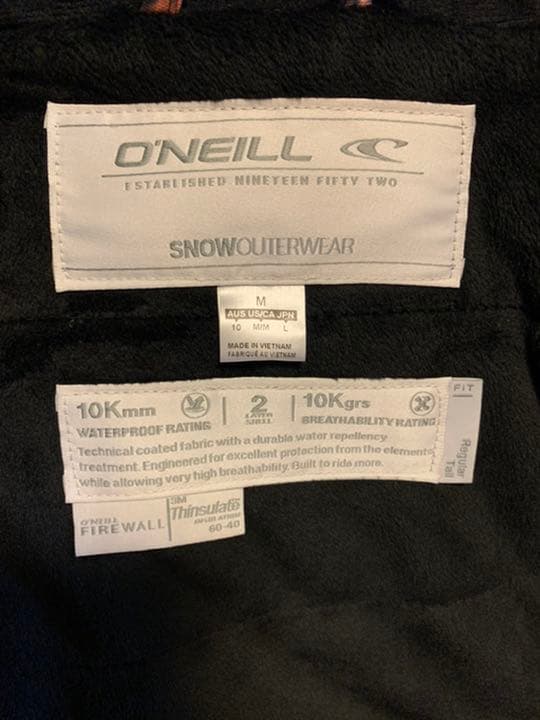 O'NEILL
ESTABLISHED NINETEEN FIFTY TWO
SNOWOUTERWEAR
M
AUS US/CA JPN
10 M/M L
MADE IN VIETNAM
FABRIQUÉ AU VIETNAM
10Kmm
WATERPROOF RATING
2
LAYER
SHELL
10Kgrs
BREATHABILITY RATING
Technical coated fabric with a durable water repellency
treatment. Engineered for excellent protection from the elements
while allowing very high breathability. Built to ride more.
FIT
Regular
Tall
O'NEILL
FIREWALL
3M
Thinsulate
INSULATION
60-40